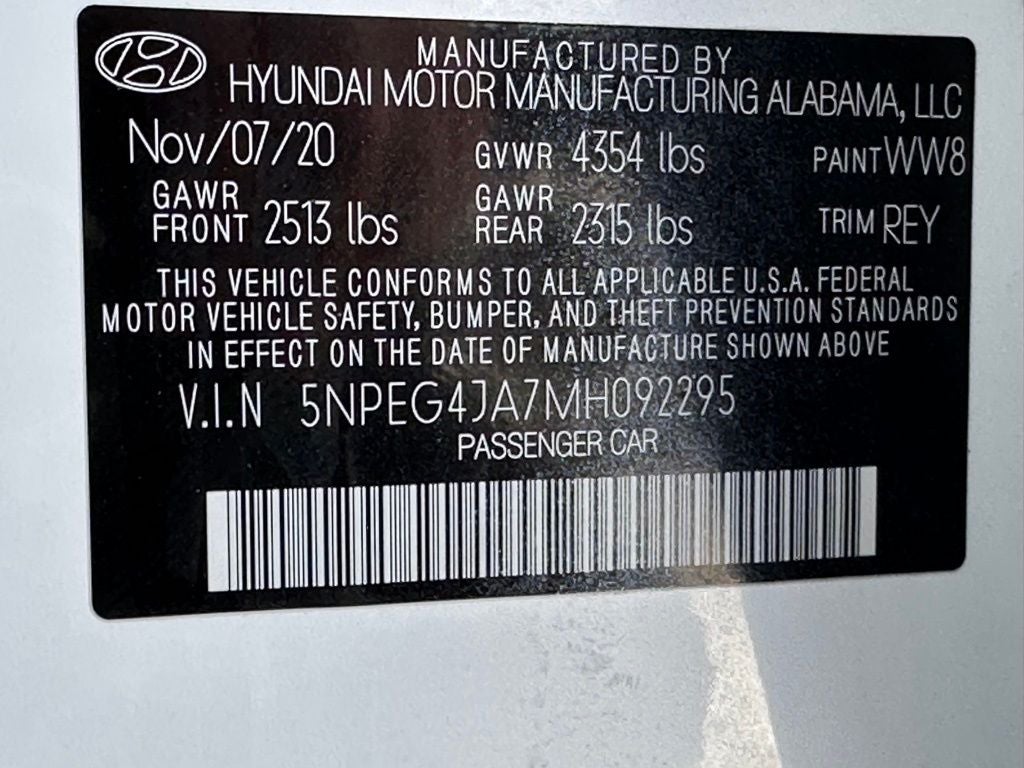 MANUFACTURED BY
HYUNDAI MOTOR MANUFACTURING ALABAMA, LLC
Nov/07/20 GVWR 4354 lbs PAINT WW8
GAWR FRONT 2513 lbs GAWR REAR 2315 lbs TRIM REY
THIS VEHICLE CONFORMS TO ALL APPLICABLE U.S.A. FEDERAL
MOTOR VEHICLE SAFETY, BUMPER, AND THEFT PREVENTION STANDARDS
IN EFFECT ON THE DATE OF MANUFACTURE SHOWN ABOVE
V.I.N 5NPEG4JA7MH092295
PASSENGER CAR